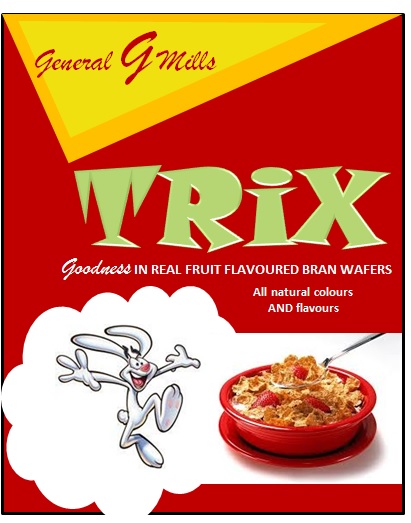 General G Mills
TRiX
Goodness IN REAL FRUIT FLAVOURED BRAN WAFERS
All natural colours
AND flavours